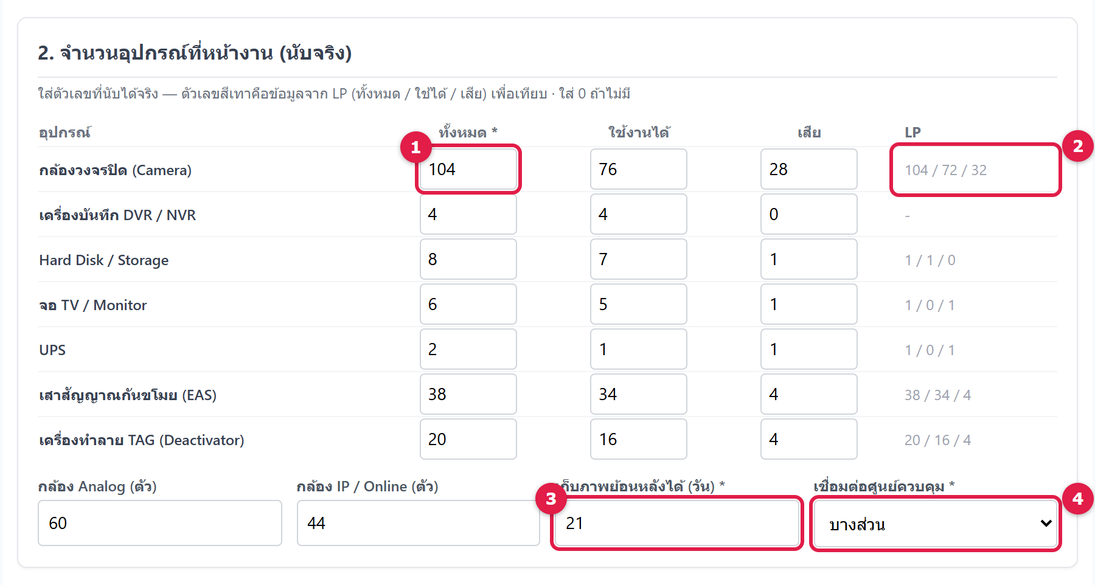 2. จำนวนอุปกรณ์ที่หน้างาน (นับจริง)
ใส่ตัวเลขที่นับได้จริง — ตัวเลขสีเทาคือข้อมูลจาก LP (ทั้งหมด / ใช้ได้ / เสีย) เพื่อเทียบ · ใส่ 0 ถ้าไม่มี
อุปกรณ์ ทั้งหมด * ใช้งานได้ เสีย LP
1 2
กล้องวงจรปิด (Camera) 104 76 28 104 / 72 / 32
เครื่องบันทึก DVR / NVR 4 4 0 -
Hard Disk / Storage 8 7 1 1 / 1 / 0
จอ TV / Monitor 6 5 1 1 / 0 / 1
UPS 2 1 1 1 / 0 / 1
เสาสัญญาณกันขโมย (EAS) 38 34 4 38 / 34 / 4
เครื่องทำลาย TAG (Deactivator) 20 16 4 20 / 16 / 4
กล้อง Analog (ตัว) กล้อง IP / Online (ตัว) 3 ก็บภาพย้อนหลังได้ (วัน) * เชื่อมต่อศูนย์ควบคุม * 4
60 44 21 บางส่วน